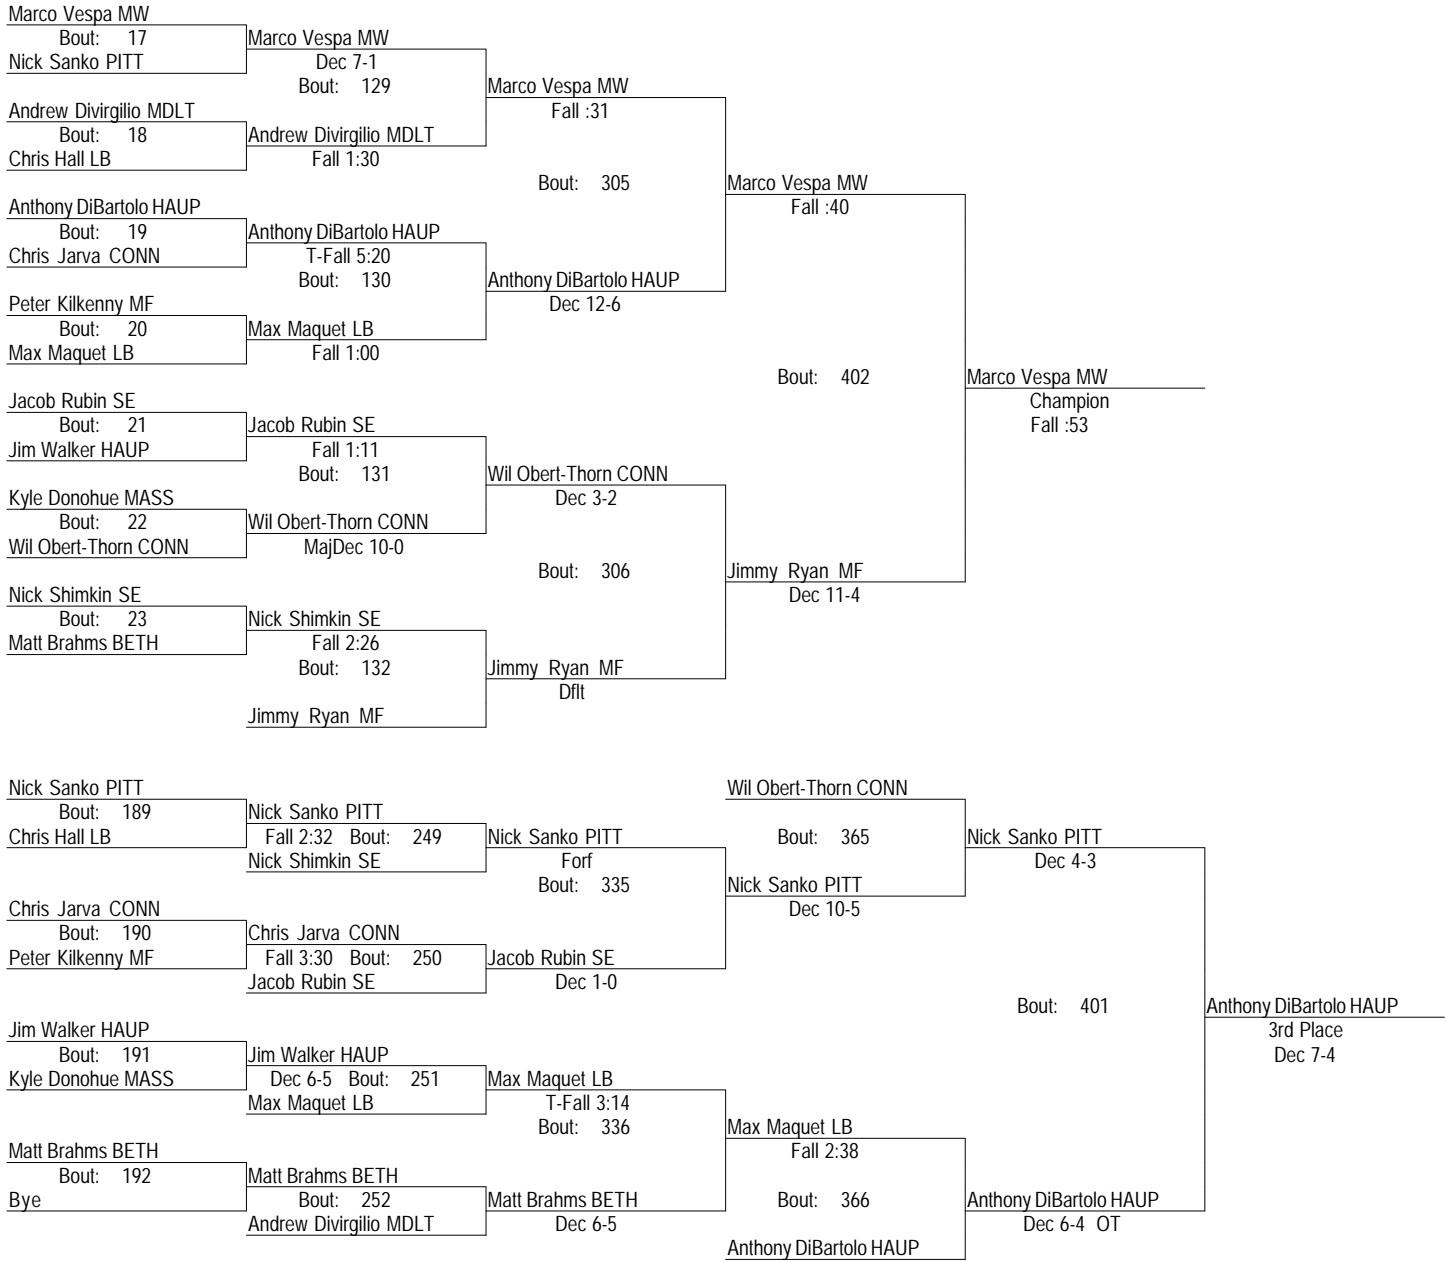 Marco Vespa MW
Bout: 17
Marco Vespa MW
Nick Sanko PITT
Dec 7-1
Bout: 129
Marco Vespa MW
Andrew Divirgilio MDLT
Fall :31
Bout: 18
Andrew Divirgilio MDLT
Chris Hall LB
Fall 1:30
Bout: 305
Marco Vespa MW
Anthony DiBartolo HAUP
Fall :40
Bout: 19
Anthony DiBartolo HAUP
Chris Jarva CONN
T-Fall 5:20
Bout: 130
Anthony DiBartolo HAUP
Peter Kilkenny MF
Dec 12-6
Bout: 20
Max Maquet LB
Max Maquet LB
Fall 1:00
Bout: 402
Marco Vespa MW
Jacob Rubin SE
Champion
Bout: 21
Jacob Rubin SE
Fall :53
Jim Walker HAUP
Fall 1:11
Bout: 131
Wil Obert-Thorn CONN
Kyle Donohue MASS
Dec 3-2
Bout: 22
Wil Obert-Thorn CONN
Wil Obert-Thorn CONN
MajDec 10-0
Bout: 306
Jimmy Ryan MF
Nick Shimkin SE
Dec 11-4
Bout: 23
Nick Shimkin SE
Matt Brahms BETH
Fall 2:26
Bout: 132
Jimmy Ryan MF
Dflt
Jimmy Ryan MF
Nick Sanko PITT
Wil Obert-Thorn CONN
Bout: 189
Nick Sanko PITT
Chris Hall LB
Fall 2:32 Bout: 249
Nick Sanko PITT
Bout: 365
Nick Sanko PITT
Nick Shimkin SE
Forf
Dec 4-3
Bout: 335
Nick Sanko PITT
Chris Jarva CONN
Dec 10-5
Bout: 190
Chris Jarva CONN
Peter Kilkenny MF
Fall 3:30 Bout: 250
Jacob Rubin SE
Jacob Rubin SE
Dec 1-0
Bout: 401
Anthony DiBartolo HAUP
Jim Walker HAUP
3rd Place
Bout: 191
Jim Walker HAUP
Dec 7-4
Kyle Donohue MASS
Dec 6-5 Bout: 251
Max Maquet LB
Max Maquet LB
T-Fall 3:14
Bout: 336
Max Maquet LB
Matt Brahms BETH
Fall 2:38
Bout: 192
Matt Brahms BETH
Bye
Bout: 252
Matt Brahms BETH
Bout: 366
Anthony DiBartolo HAUP
Andrew Divirgilio MDLT
Dec 6-5
Dec 6-4 OT
Anthony DiBartolo HAUP